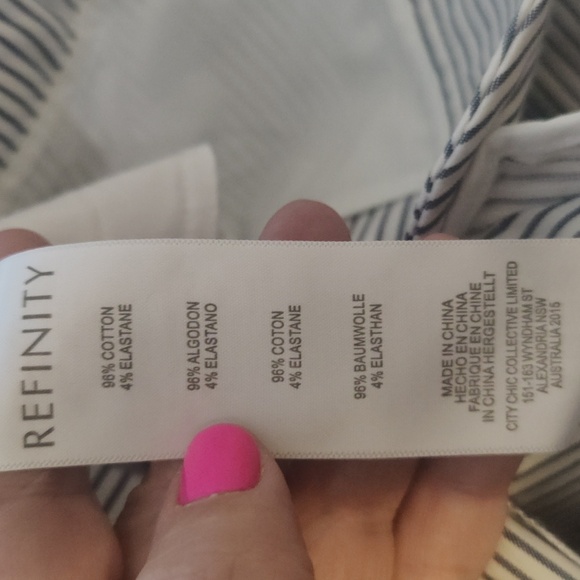 REFINITY
96% COTTON
4% ELASTANE
96% ALGODON
4% ELASTANO
96% COTON
4% ELASTANE
96% BAUMWOLLE
4% ELASTHAN
MADE IN CHINA
HECHO EN CHINA
FABRIQUE EN CHINE
IN CHINA HERGESTELLT
CITY CHIC COLLECTIVE LIMITED
151-163 WYNDHAM ST
ALEXANDRIA NSW
AUSTRALIA 2015